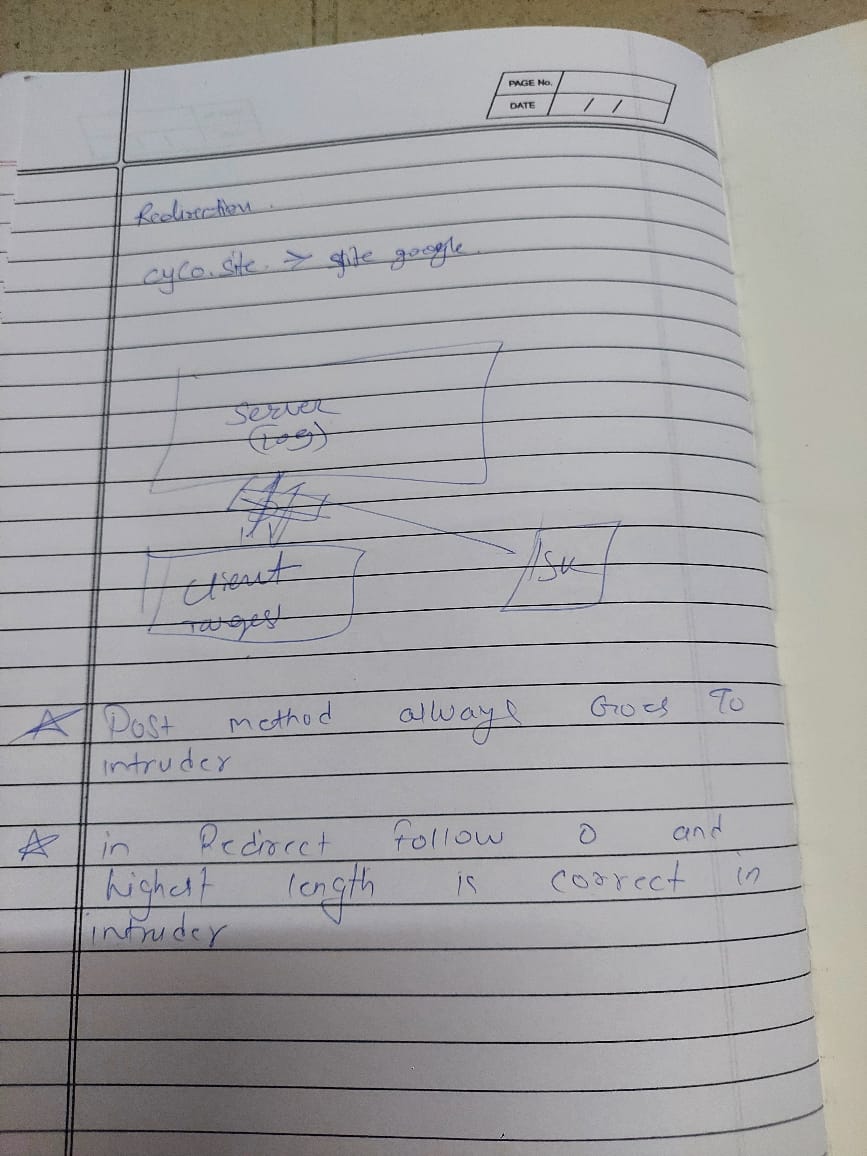 PAGE No.
DATE / /
Redirection.
cyco.site. > site google.
Server
(Log)
Client
Target
Post method always Goes To
intruder
in Redirect follow 0 and
highest length is correct in
intruder